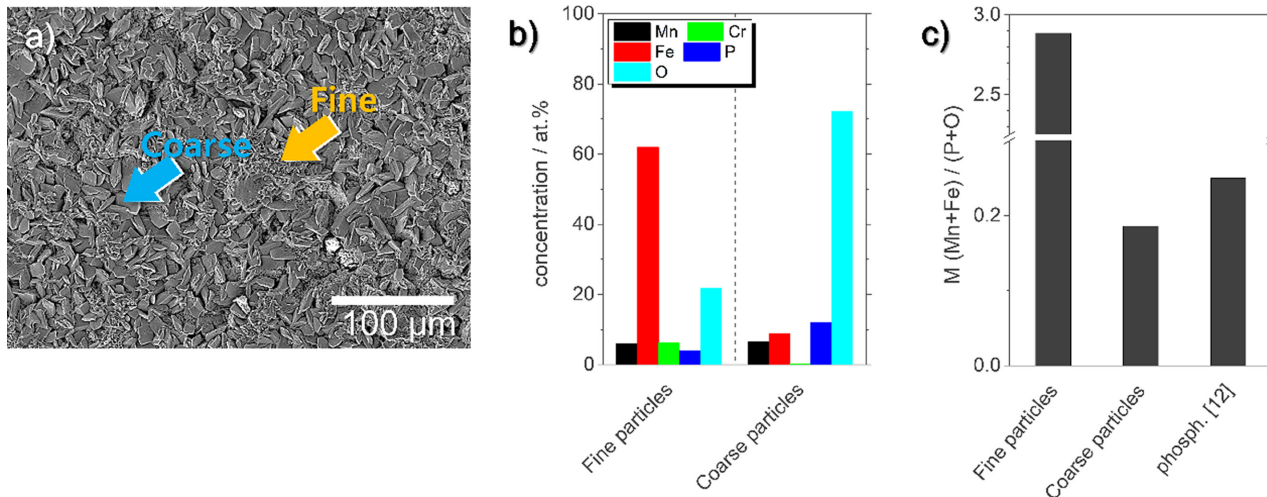 a)
Fine
Coarse
100 µm
b)
100
80
60
40
20
0
concentration / at.%
Mn Cr
Fe P
O
Fine particles
Coarse particles
c)
3.0
2.5
0.2
0.0
M (Mn+Fe) / (P+O)
Fine particles
Coarse particles
phosph. [12]